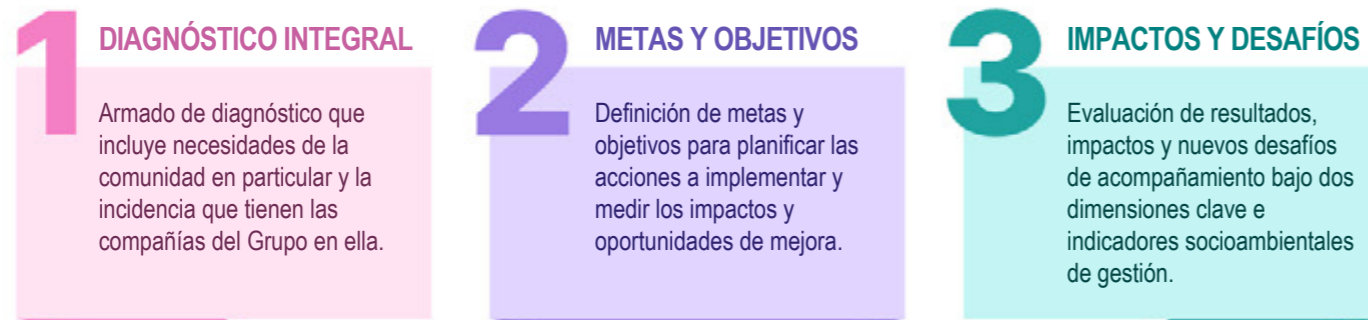 1
DIAGNÓSTICO INTEGRAL
Armado de diagnóstico que
incluye necesidades de la
comunidad en particular y la
incidencia que tienen las
compañías del Grupo en ella.
2
METAS Y OBJETIVOS
Definición de metas y
objetivos para planificar las
acciones a implementar y
medir los impactos y
oportunidades de mejora.
3
IMPACTOS Y DESAFÍOS
Evaluación de resultados,
impactos y nuevos desafíos
de acompañamiento bajo dos
dimensiones clave e
indicadores socioambientales
de gestión.